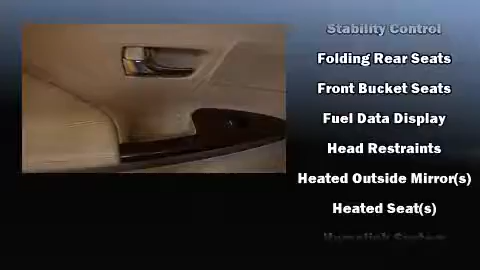 Stability Control
Folding Rear Seats
Front Bucket Seats
Fuel Data Display
Head Restraints
Heated Outside Mirror(s)
Heated Seat(s)